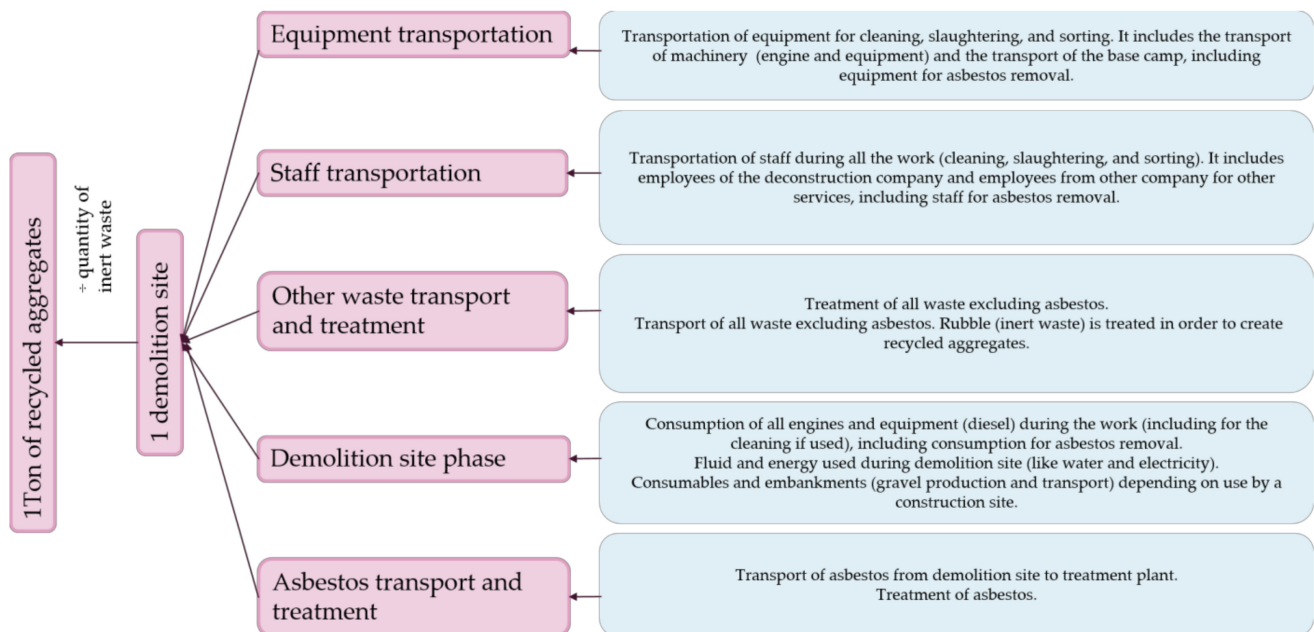 Equipment transportation
Transportation of equipment for cleaning, slaughtering, and sorting. It includes the transport
of machinery (engine and equipment) and the transport of the base camp, including
equipment for asbestos removal.
Staff transportation
Transportation of staff during all the work (cleaning, slaughtering, and sorting). It includes
employees of the deconstruction company and employees from other company for other
services, including staff for asbestos removal.
1Ton of recycled aggregates
÷ quantity of
inert waste
1 demolition site
Other waste transport
and treatment
Treatment of all waste excluding asbestos.
Transport of all waste excluding asbestos. Rubble (inert waste) is treated in order to create
recycled aggregates.
Demolition site phase
Consumption of all engines and equipment (diesel) during the work (including for the
cleaning if used), including consumption for asbestos removal.
Fluid and energy used during demolition site (like water and electricity).
Consumables and embankments (gravel production and transport) depending on use by a
construction site.
Asbestos transport and
treatment
Transport of asbestos from demolition site to treatment plant.
Treatment of asbestos.